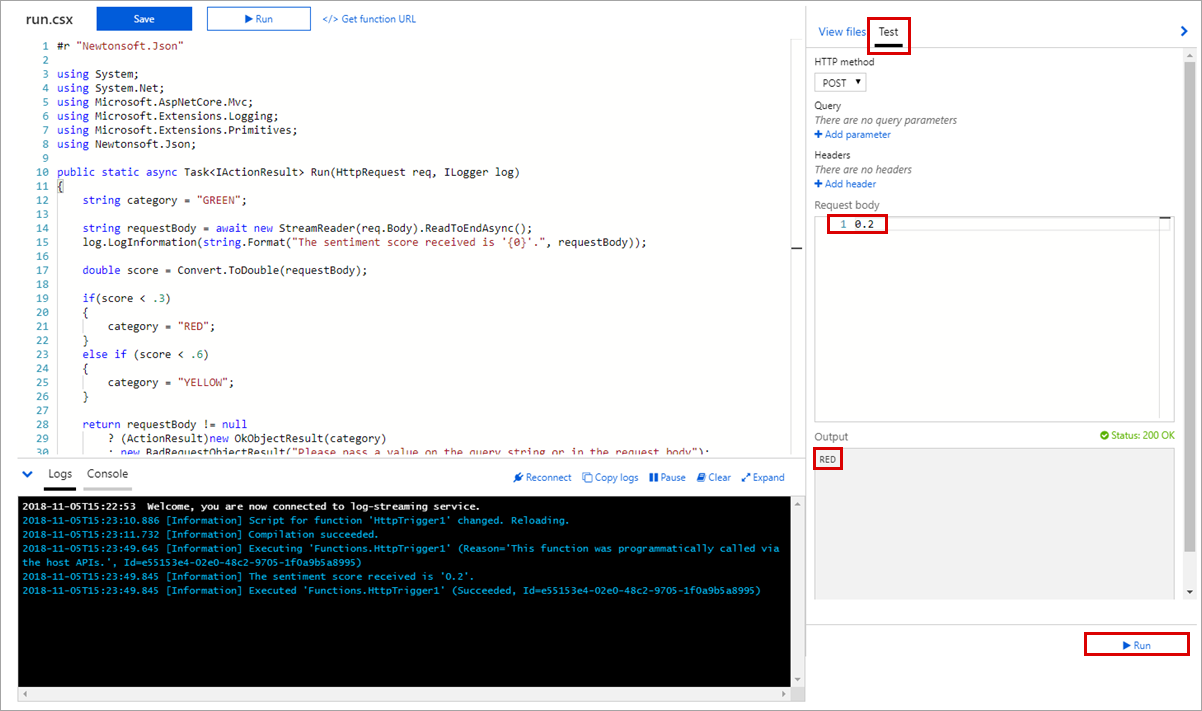 run.csx Save Run </> Get function URL
1 #r "Newtonsoft.Json"
2
3 using System;
4 using System.Net;
5 using Microsoft.AspNetCore.Mvc;
6 using Microsoft.Extensions.Logging;
7 using Microsoft.Extensions.Primitives;
8 using Newtonsoft.Json;
9
10 public static async Task<IActionResult> Run(HttpRequest req, ILogger log)
11 {
12 string category = "GREEN";
13
14 string requestBody = await new StreamReader(req.Body).ReadToEndAsync();
15 log.LogInformation(string.Format("The sentiment score received is '{0}'.", requestBody));
16
17 double score = Convert.ToDouble(requestBody);
18
19 if(score < .3)
20 {
21 category = "RED";
22 }
23 else if (score < .6)
24 {
25 category = "YELLOW";
26 }
27
28 return requestBody != null
29 ? (ActionResult)new OkObjectResult(category)
30 : new BadRequestObjectResult("Please pass a value on the query string or in the request body");
Logs Console Reconnect Copy logs Pause Clear Expand
2018-11-05T15:22:53 Welcome, you are now connected to log-streaming service.
2018-11-05T15:23:10.886 [Information] Script for function 'HttpTrigger1' changed. Reloading.
2018-11-05T15:23:11.732 [Information] Compilation succeeded.
2018-11-05T15:23:49.645 [Information] Executing 'Functions.HttpTrigger1' (Reason='This function was programmatically called via
the host APIs.', Id=e55153e4-02e0-48c2-9705-1f0a9b5a8995)
2018-11-05T15:23:49.845 [Information] The sentiment score received is '0.2'.
2018-11-05T15:23:49.845 [Information] Executed 'Functions.HttpTrigger1' (Succeeded, Id=e55153e4-02e0-48c2-9705-1f0a9b5a8995)
View files Test
HTTP method
POST
Query
There are no query parameters
Add parameter
Headers
There are no headers
Add header
Request body
1 0.2
Output Status: 200 OK
RED
Run